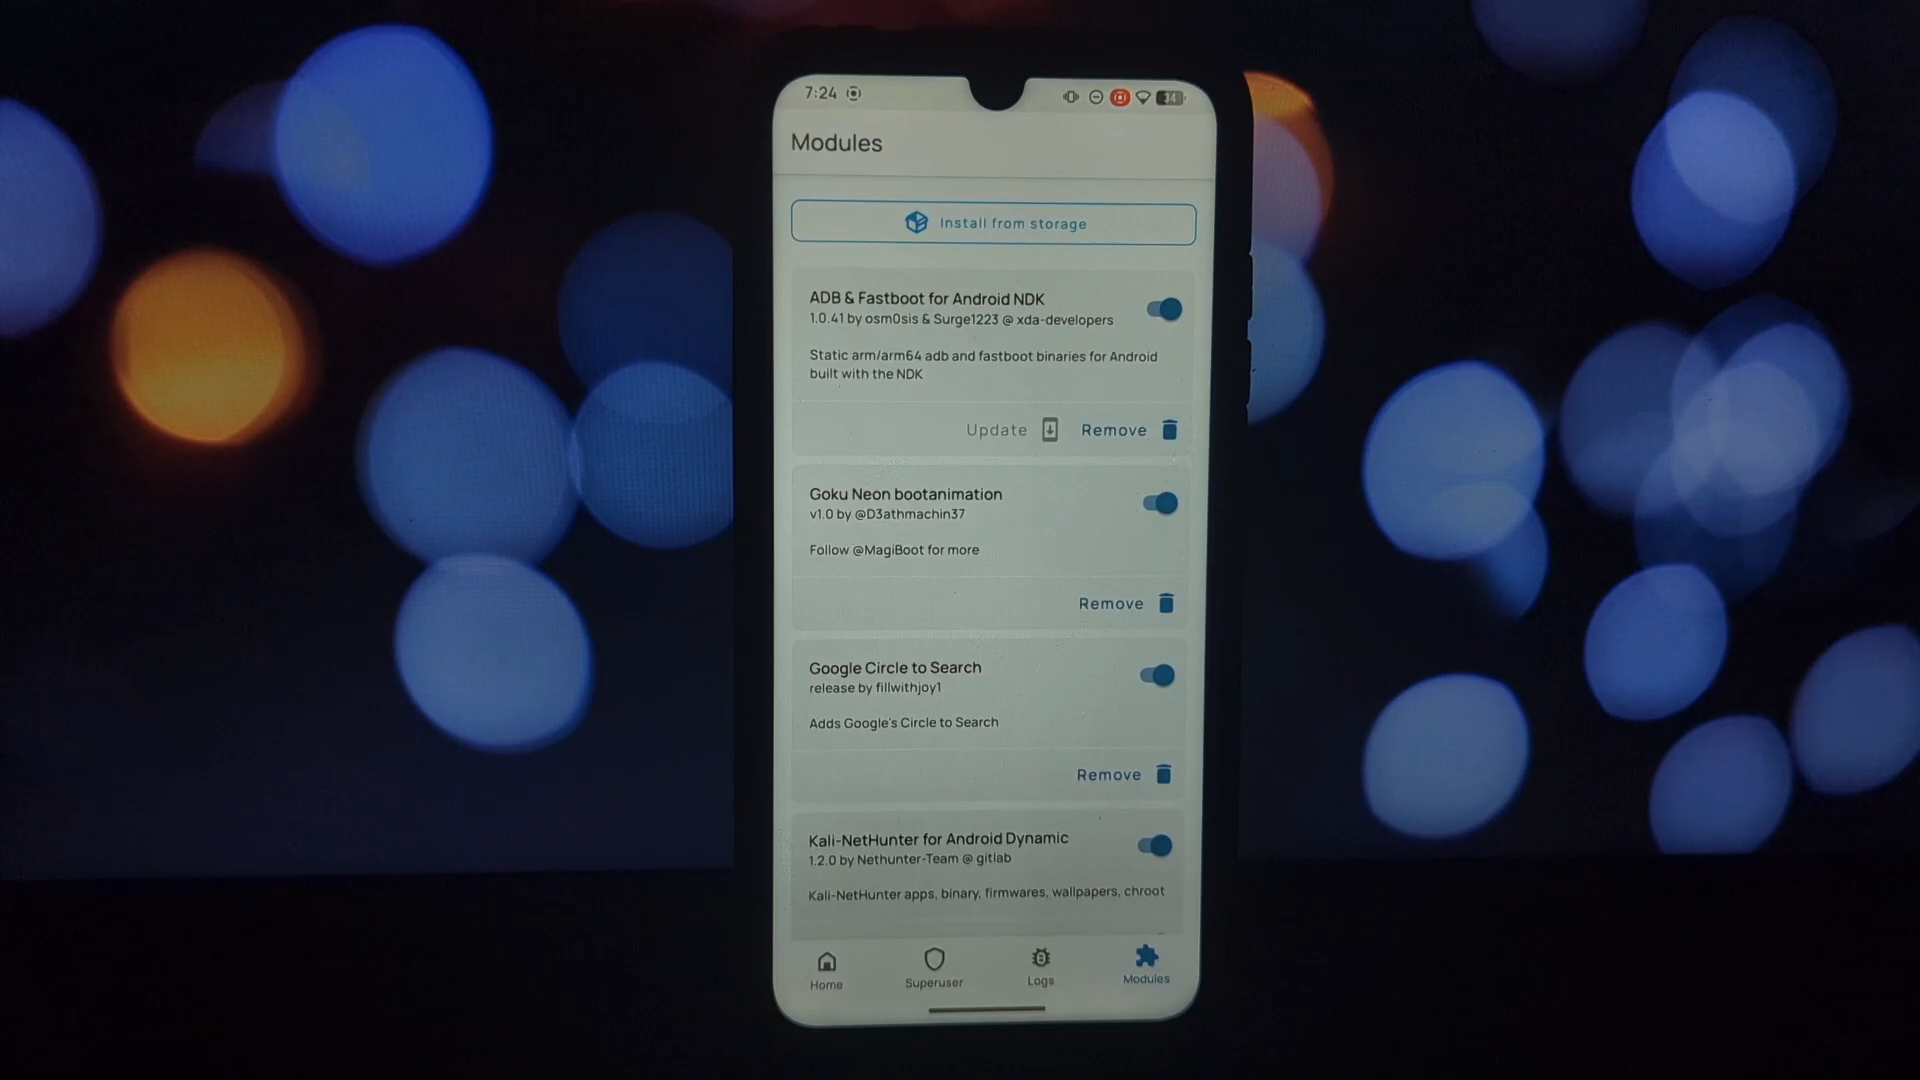 7:24
14
Modules
Install from storage
ADB & Fastboot for Android NDK
1.0.41 by osm0sis & Surge1223 @ xda-developers
Static arm/arm64 adb and fastboot binaries for Android
built with the NDK
Update
Remove
Goku Neon bootanimation
v1.0 by @D3athmachin37
Follow @MagiBoot for more
Remove
Google Circle to Search
release by fillwithjoy1
Adds Google's Circle to Search
Remove
Kali-NetHunter for Android Dynamic
1.2.0 by Nethunter-Team @ gitlab
Kali-NetHunter apps, binary, firmwares, wallpapers, chroot
Home
Superuser
Logs
Modules